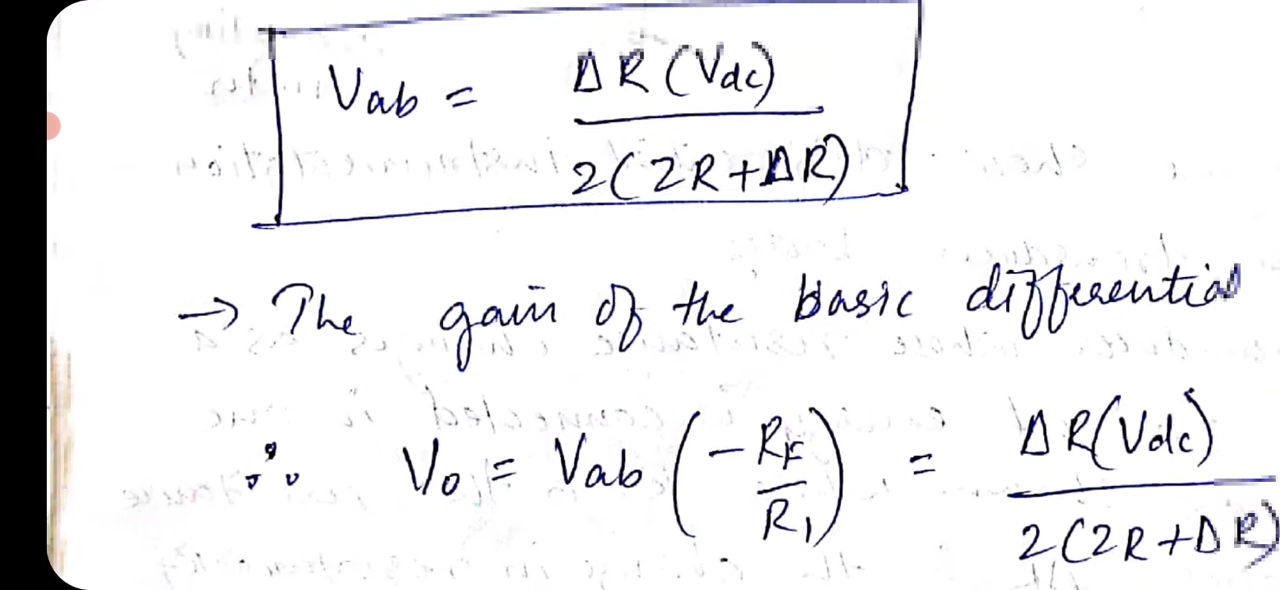 Vab = ΔR(Vdc) / 2(2R+ΔR)
→ The gain of the basic differential
∴ Vo = Vab (-RF/R1) = ΔR(Vdc) / 2(2R+ΔR)